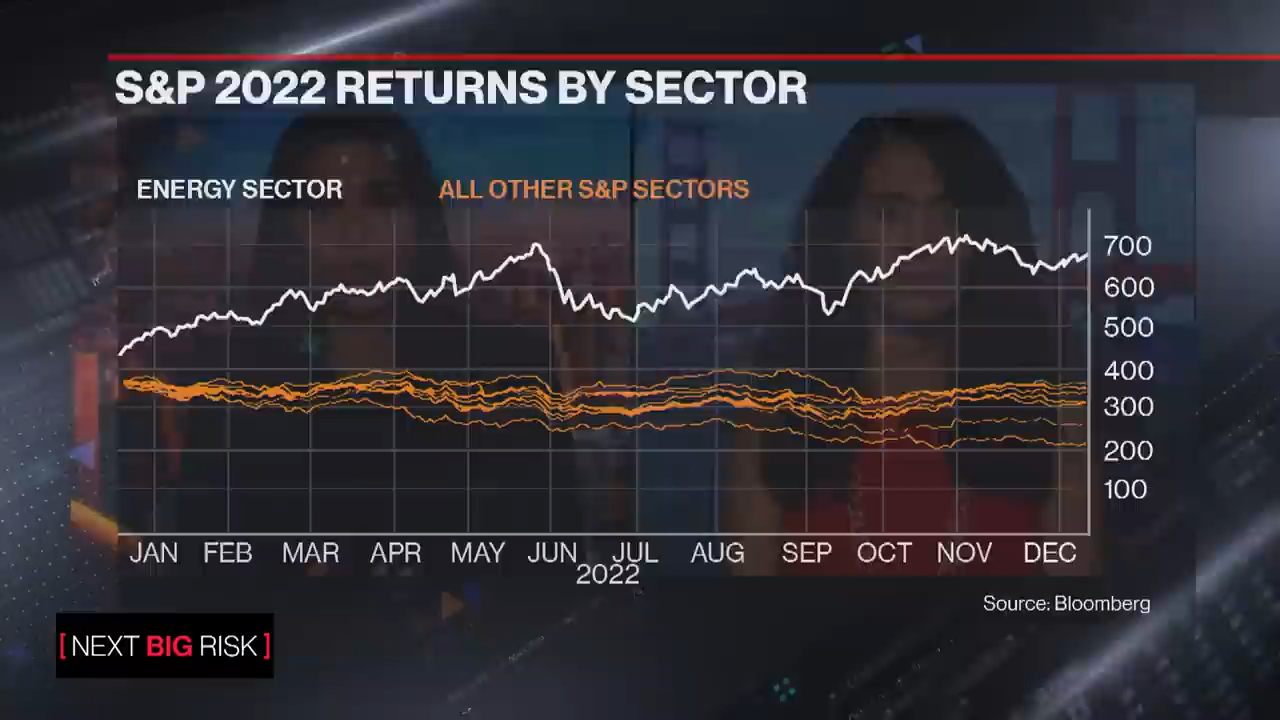 S&P 2022 RETURNS BY SECTOR
ENERGY SECTOR
ALL OTHER S&P SECTORS
700
600
500
400
300
200
100
JAN FEB MAR APR MAY JUN JUL AUG SEP OCT NOV DEC
2022
Source: Bloomberg
[NEXT BIG RISK]